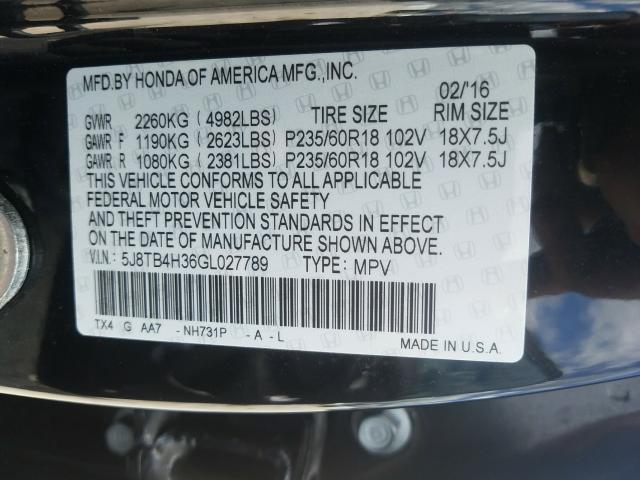 MFD.BY HONDA OF AMERICA MFG.,INC. 02/'16
GVWR 2260KG (4982LBS) TIRE SIZE RIM SIZE
GAWR F 1190KG (2623LBS) P235/60R18 102V 18X7.5J
GAWR R 1080KG (2381LBS) P235/60R18 102V 18X7.5J
THIS VEHICLE CONFORMS TO ALL APPLICABLE
FEDERAL MOTOR VEHICLE SAFETY
AND THEFT PREVENTION STANDARDS IN EFFECT
ON THE DATE OF MANUFACTURE SHOWN ABOVE.
V.I.N.: 5J8TB4H36GL027789 TYPE: MPV
TX4 G AA7 -NH731P -A -L
MADE IN U.S.A.